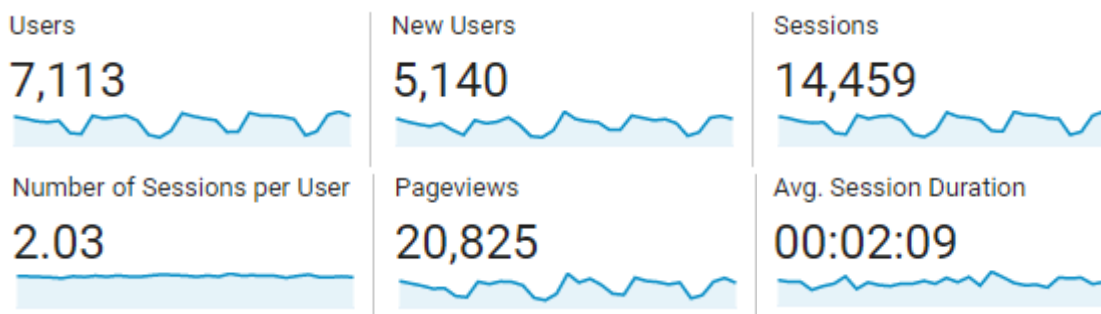 Users
7,113
New Users
5,140
Sessions
14,459
Number of Sessions per User
2.03
Pageviews
20,825
Avg. Session Duration
00:02:09